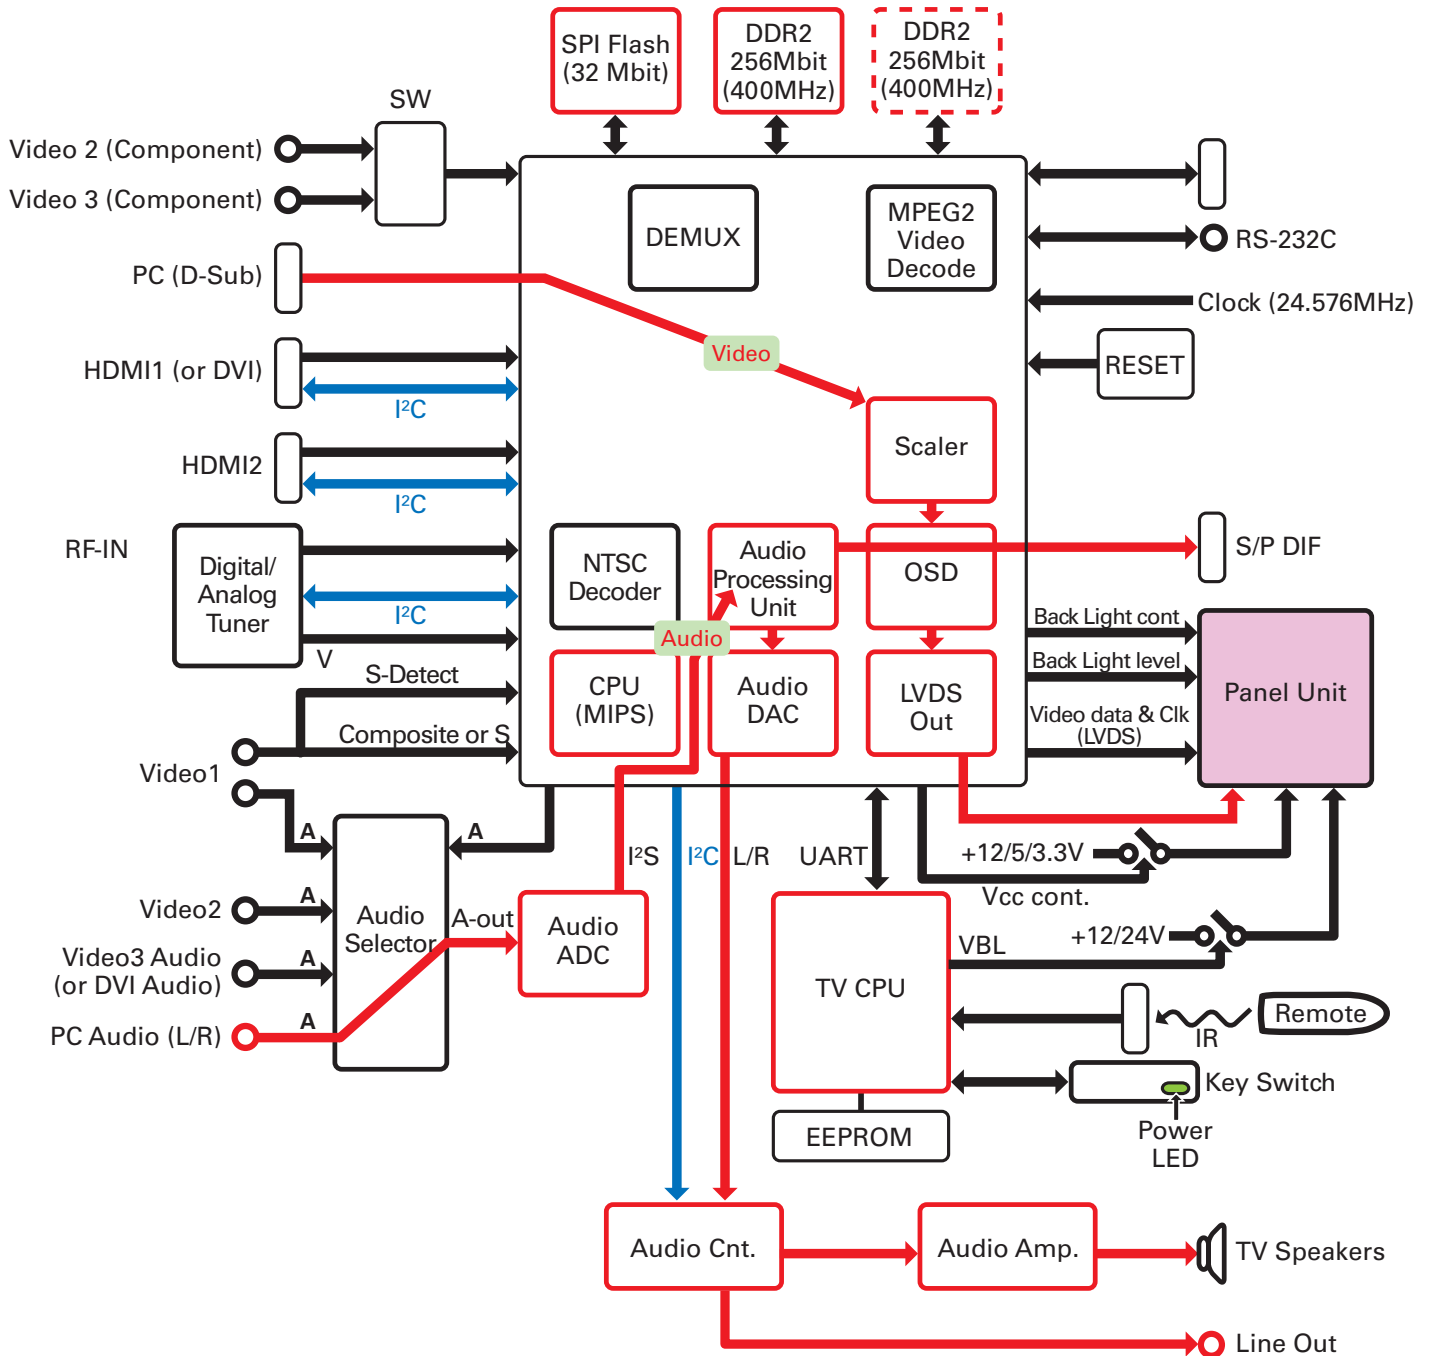 SPI Flash
(32 Mbit)
DDR2
256Mbit
(400MHz)
DDR2
256Mbit
(400MHz)
SW
Video 2 (Component)
Video 3 (Component)
DEMUX
MPEG2
Video
Decode
RS-232C
PC (D-Sub)
Clock (24.576MHz)
Video
RESET
HDMI1 (or DVI)
I²C
Scaler
HDMI2
I²C
RF-IN
Digital/
Analog
Tuner
I²C
V
NTSC
Decoder
Audio
Processing
Unit
OSD
S/P DIF
Audio
Back Light cont
Back Light level
Video data & Clk
(LVDS)
Panel Unit
S-Detect
Composite or S
CPU
(MIPS)
Audio
DAC
LVDS
Out
Video1
A
A
I²S
I²C
L/R
UART
+12/5/3.3V
Vcc cont.
Video2
A
Audio
Selector
A-out
Audio
ADC
+12/24V
VBL
Video3 Audio
(or DVI Audio)
A
TV CPU
PC Audio (L/R)
A
Remote
IR
Key Switch
Power
LED
EEPROM
Audio Cnt.
Audio Amp.
TV Speakers
Line Out